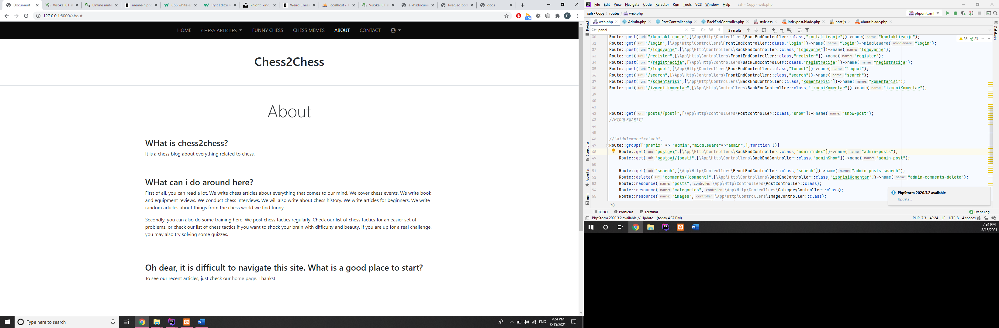 Document
Visoka ICT š
Online mate
meme-n.png
CSS white-s
Tryit Editor v
knight, king,
Weird Chess
localhost / 1
Visoka ICT š
elkhsdocum
Pregled bod
docs
127.0.0.1:8000/about
100
D
HOME
CHESS ARTICLES
FUNNY CHESS
CHESS MEMES
ABOUT
CONTACT
Chess2Chess
About
WHat is chess2chess?
It is a chess blog about everything related to chess.
WHat can i do around here?
First of all, you can read a lot. We write chess articles about everything that comes to our mind. We cover chess events. We write book
and equipment reviews. We conduct chess interviews. We will also write about chess history. We write articles for beginners. We write
random articles about things from the chess world we find funny.
Secondly, you can also do some training here. We post chess tactics regularly. Check our list of chess tactics for an easier set of
problems, or check our list of chess tactics if you want to shock your brain with difficulty and beauty. If you are up for a real challenge,
you may also try solving some quizzes.
Oh dear, it is difficult to navigate this site. What is a good place to start?
To see our recent articles, just check our home page. Thanks!
Type here to search
ENG
7:24 PM
3/15/2021
File Edit View Navigate Code Refactor Run Tools VCS Window Help sah - Copy - web.php
sah - Copy routes web.php
phpunit.xml
web.php Admin.php PostController.php BackEndController.php style.css indexpost.blade.php post.js about.blade.php
panel Cc W .* 2 results
Project
Structure
Favorites
npm
Database
36 23
30 Route::post( uri: "/kontaktiranje",[\App\Http\Controllers\BackEndController::class,"kontaktiranje"])->name( name: "kontaktiranje");
31 Route::get( uri: "/login",[\App\Http\Controllers\FrontEndController::class,"login"])->name( name: "login")->middleware( middleware: "login");
32 Route::post( uri: "/logovanje",[\App\Http\Controllers\BackEndController::class,"logovanje"])->name( name: "logovanje");
33 Route::get( uri: "/register",[\App\Http\Controllers\FrontEndController::class,"register"])->name( name: "register");
34 Route::post( uri: "/registracija",[\App\Http\Controllers\BackEndController::class,"registracija"])->name( name: "registracija");
35 Route::post( uri: "/logout",[\App\Http\Controllers\BackEndController::class,"logout"])->name( name: "logout");
36 Route::get( uri: "/search",[\App\Http\Controllers\FrontEndController::class,"search"])->name( name: "search");
37 Route::post( uri: "/komentarisi",[\App\Http\Controllers\BackEndController::class,"komentarisi"])->name( name: "komentarisi");
38 Route::put( uri: "/izmeni-komentar",[\App\Http\Controllers\BackEndController::class,"izmeniKomentar"])->name( name: "izmeniKomentar");
39
40
41
42 Route::get( uri: "posts/{post}",[\App\Http\Controllers\PostController::class,"show"])->name( name: "show-post");
43 //MIDDLEWARIII
44
45
46 //"middleware"=>"web",
47 Route::group(["prefix" => "admin","middleware"=>"admin",],function (){
48 Route::get( uri: "postovi",[\App\Http\Controllers\BackEndController::class,"adminIndex"])->name( name: "admin-posts");
49 Route::get( uri: "postovi/{post}",[\App\Http\Controllers\BackEndController::class,"adminShow"])->name( name: "admin-post");
50
51 Route::get( uri: "search",[\App\Http\Controllers\FrontEndController::class,"search"])->name( name: "admin-posts-search");
52 Route::delete( uri: "comments/{comment}",[\App\Http\Controllers\BackEndController::class,"izbrisiKomentar"])->name( name: "admin-comments-delete");
53 Route::resource( name: "posts", controller: \App\Http\Controllers\PostController::class);
54 Route::resource( name: "categories", controller: \App\Http\Controllers\CategoryController::class);
55 Route::resource( name: "images", controller: \App\Http\Controllers\ImageController::class);
PhpStorm 2020.3.2 available
Update...
λ()
TODO Problems Terminal
4 Event Log
PhpStorm 2020.3.2 available // Update... (today 4:37 PM)
PHP: 7.3 48:24 LF UTF-8 4 spaces
7:24 PM
3/15/2021